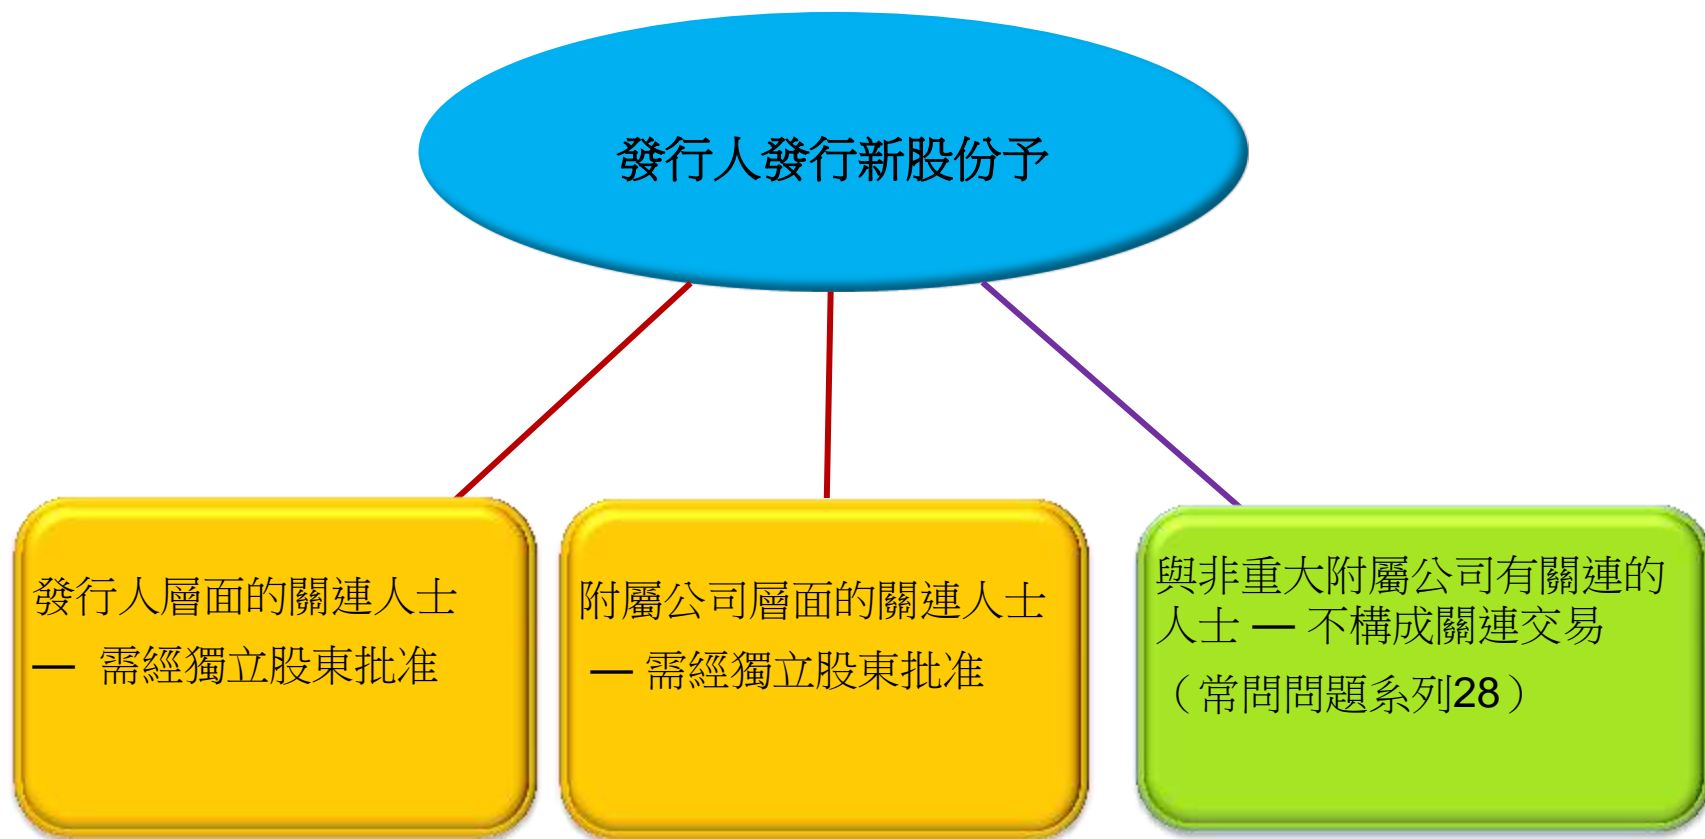 發行人發行新股份予
發行人層面的關連人士
— 需經獨立股東批准
附屬公司層面的關連人士
— 需經獨立股東批准
與非重大附屬公司有關連的
人士 — 不構成關連交易
（常問問題系列28）